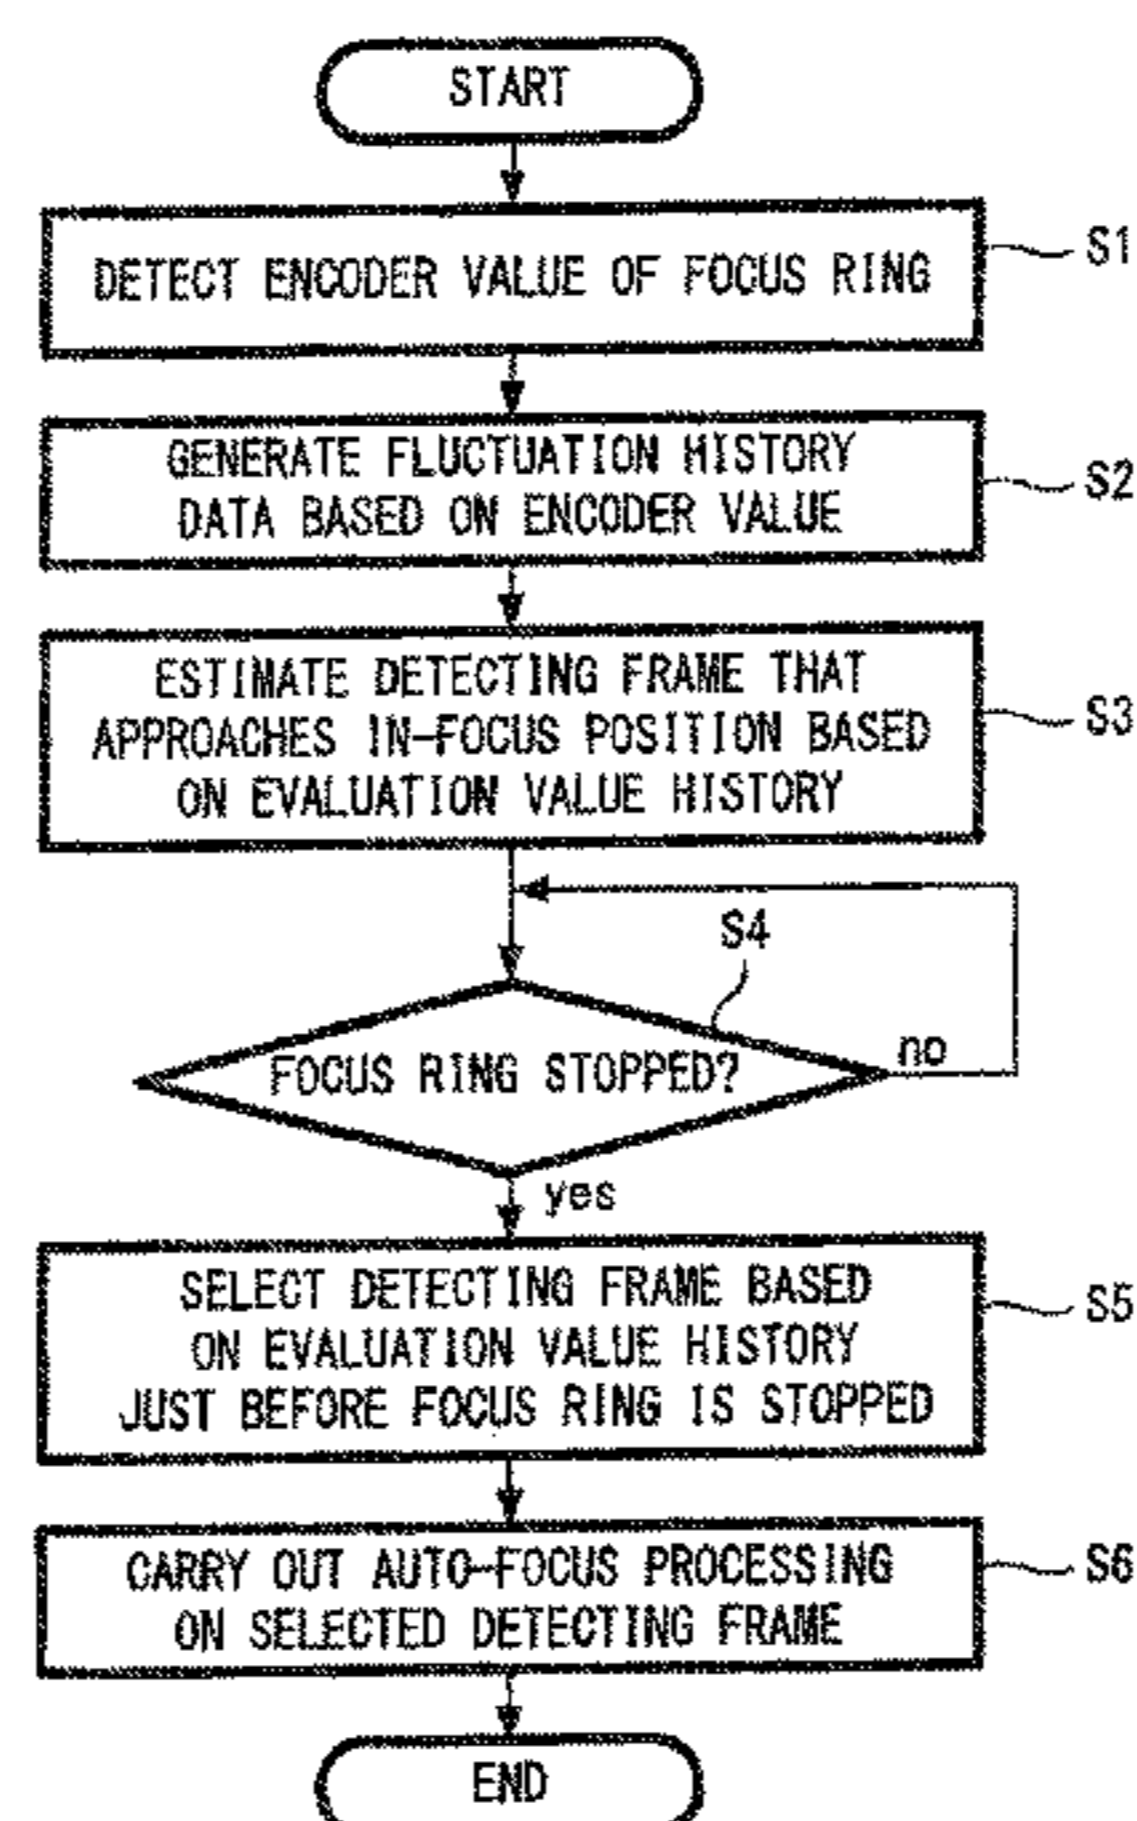 START
DETECT ENCODER VALUE OF FOCUS RING
S1
GENERATE FLUCTUATION HISTORY
DATA BASED ON ENCODER VALUE
S2
ESTIMATE DETECTING FRAME THAT
APPROACHES IN-FOCUS POSITION BASED
ON EVALUATION VALUE HISTORY
S3
S4
FOCUS RING STOPPED?
no
yes
SELECT DETECTING FRAME BASED
ON EVALUATION VALUE HISTORY
JUST BEFORE FOCUS RING IS STOPPED
S5
CARRY OUT AUTO-FOCUS PROCESSING
ON SELECTED DETECTING FRAME
S6
END